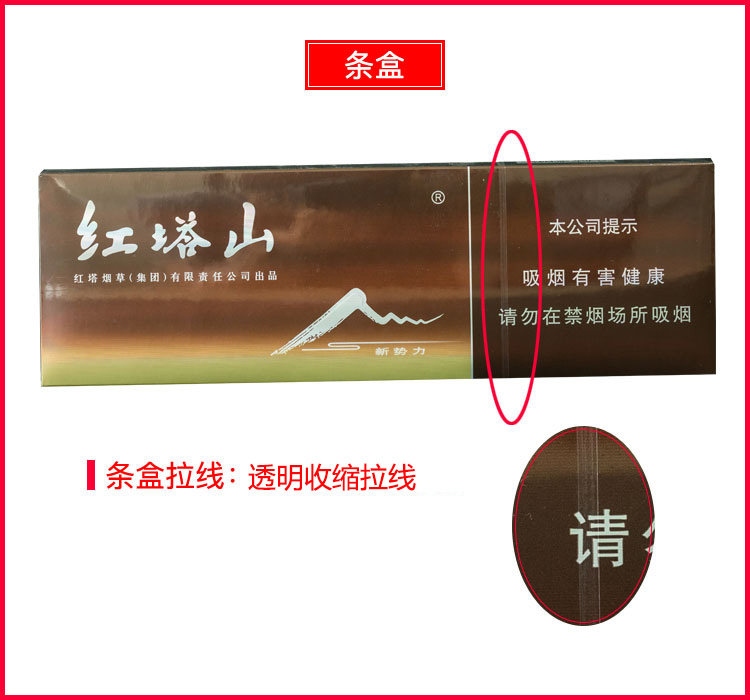 条盒
红塔山
®
红塔烟草(集团)有限责任公司出品
新势力
本公司提示
吸烟有害健康
请勿在禁烟场所吸烟
条盒拉线：透明收缩拉线
请勿